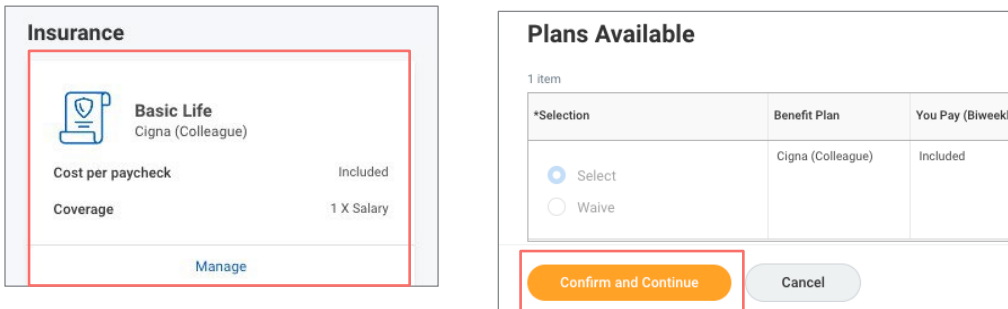 Insurance
Basic Life
Cigna (Colleague)
Cost per paycheck Included
Coverage 1 X Salary
Manage
Plans Available
1 item
*Selection Benefit Plan You Pay (Biweekl
Select Cigna (Colleague) Included
Waive
Confirm and Continue Cancel